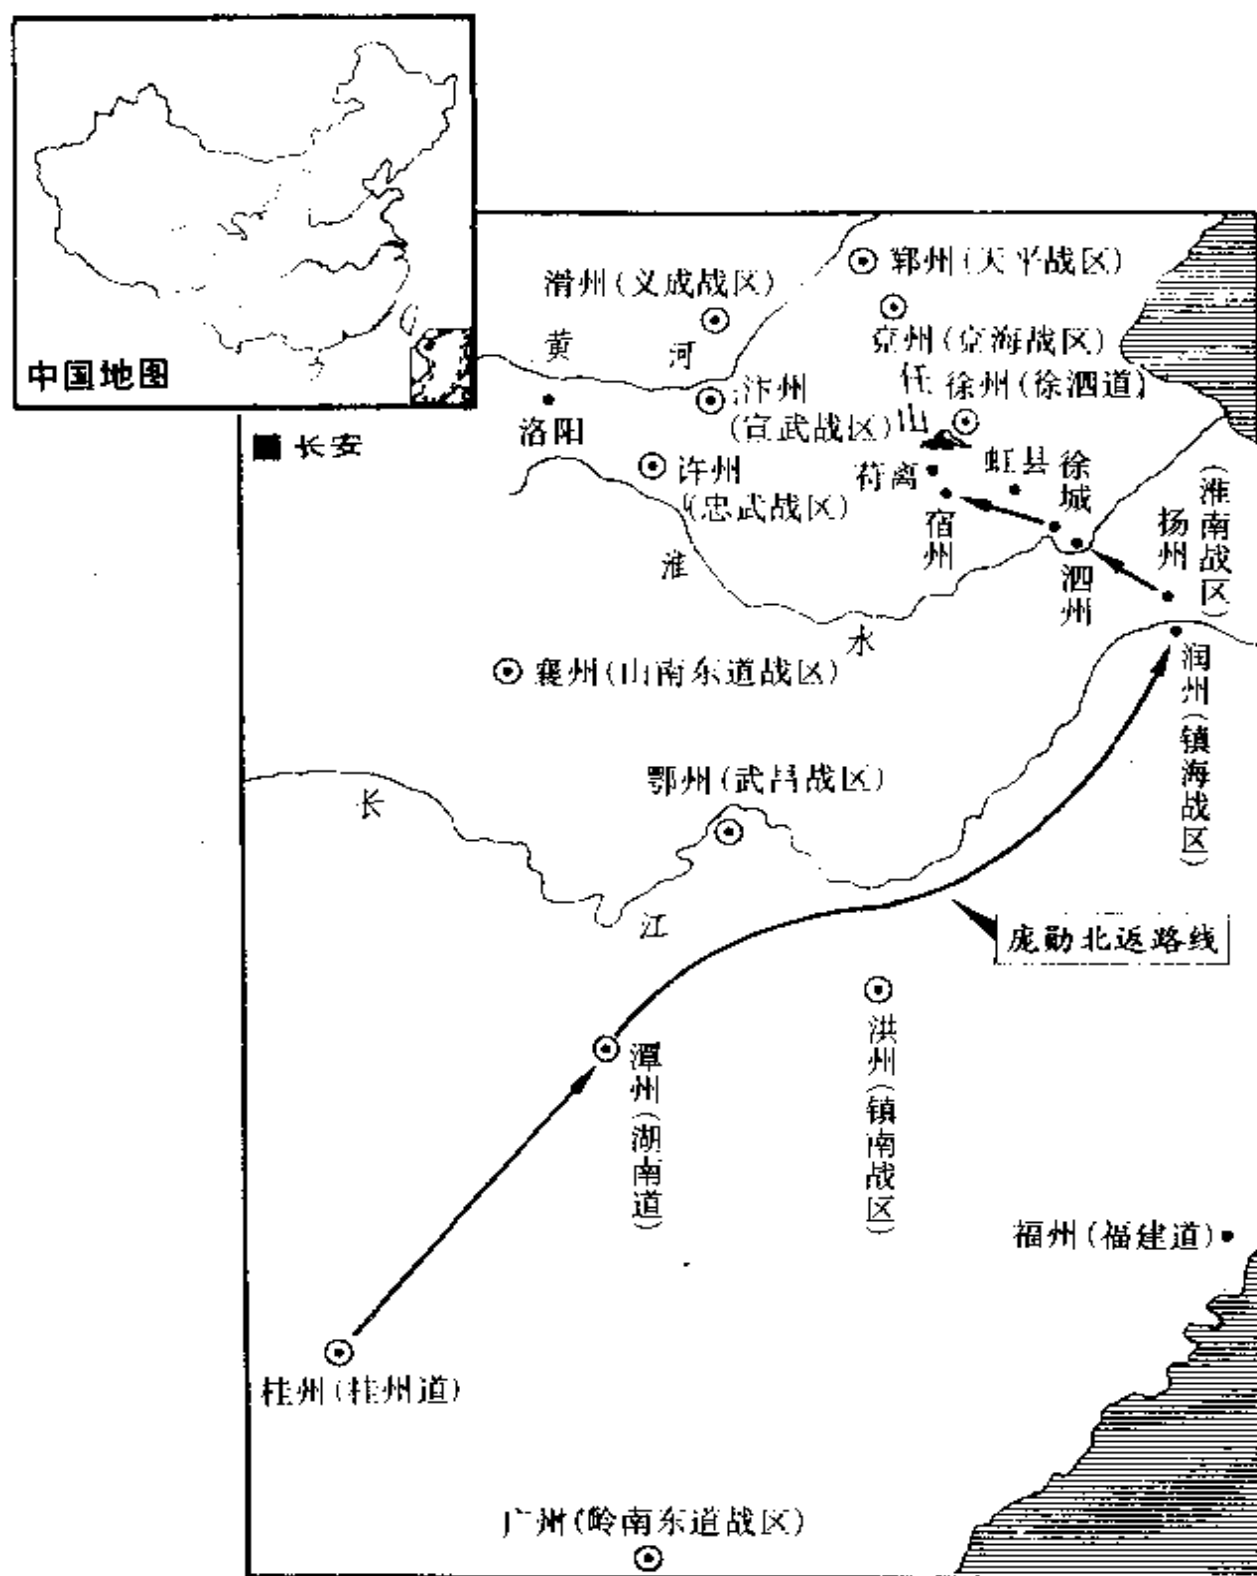 中国地图
郓州(天平战区)
滑州(义成战区)
兖州(兖海战区)
黄河
任山
徐州(徐泗道)
汴州
(宣武战区)
洛阳
长安
许州
(忠武战区)
符离
虹县
徐城
宿州
泗州
扬州
(淮南战区)
淮水
襄州(山南东道战区)
润州(镇海战区)
鄂州(武昌战区)
长江
庞勋北返路线
潭州(湖南道)
洪州(镇南战区)
福州(福建道)
桂州(桂州道)
广州(岭南东道战区)